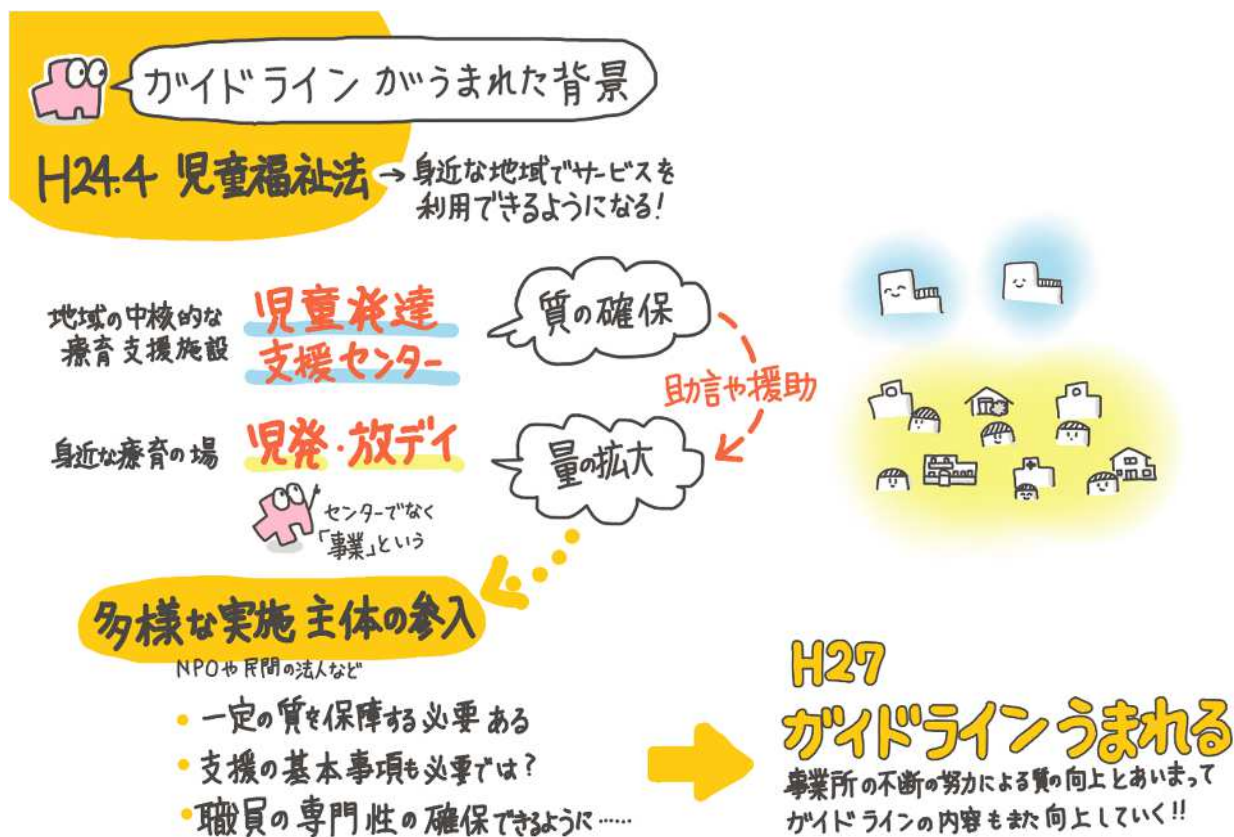 ガイドラインがうまれた背景
H24.4 児童福祉法 → 身近な地域でサービスを
利用できるようになる!
地域の中核的な
療育支援施設
児童発達
支援センター
質の確保
助言や援助
身近な療育の場
児発・放デイ
量の拡大
センターでなく
「事業」という
多様な実施主体の参入
NPOや民間の法人など
• 一定の質を保障する必要ある
• 支援の基本事項も必要では?
• 職員の専門性の確保できるように……
H27
ガイドラインうまれる
事業所の不断の努力による質の向上とあいまって
ガイドラインの内容もまた向上していく!!